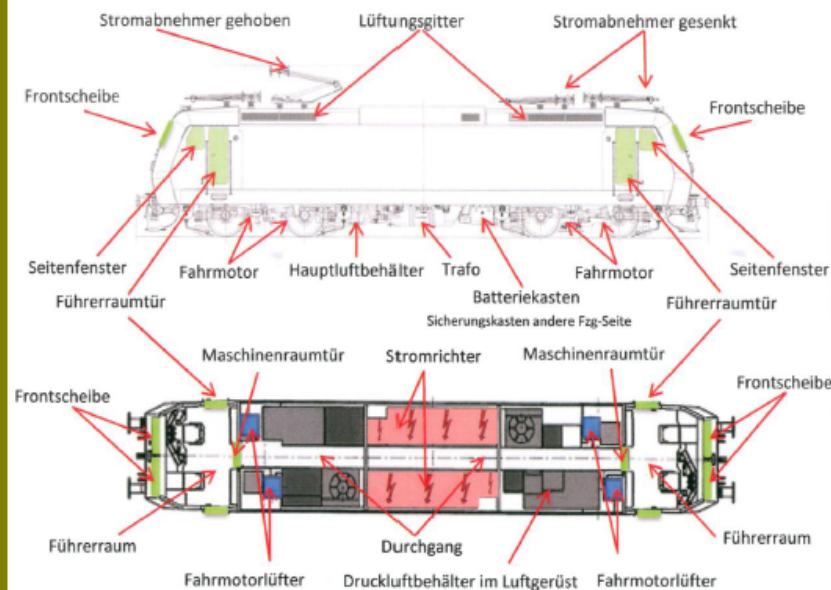 Stromabnehmer gehoben
Lüftungsgitter
Stromabnehmer gesenkt
Frontscheibe
Frontscheibe
Seitenfenster
Fahrmotor
Hauptluftbehälter
Trafo
Fahrmotor
Seitenfenster
Führerraumtür
Batteriekasten
Führerraumtür
Sicherungskasten andere Fzg-Seite
Maschinenraumtür
Stromrichter
Maschinenraumtür
Frontscheibe
Frontscheibe
Führerraum
Durchgang
Führerraum
Fahrmotorlüfter
Druckluftbehälter im Luftgerüst
Fahrmotorlüfter